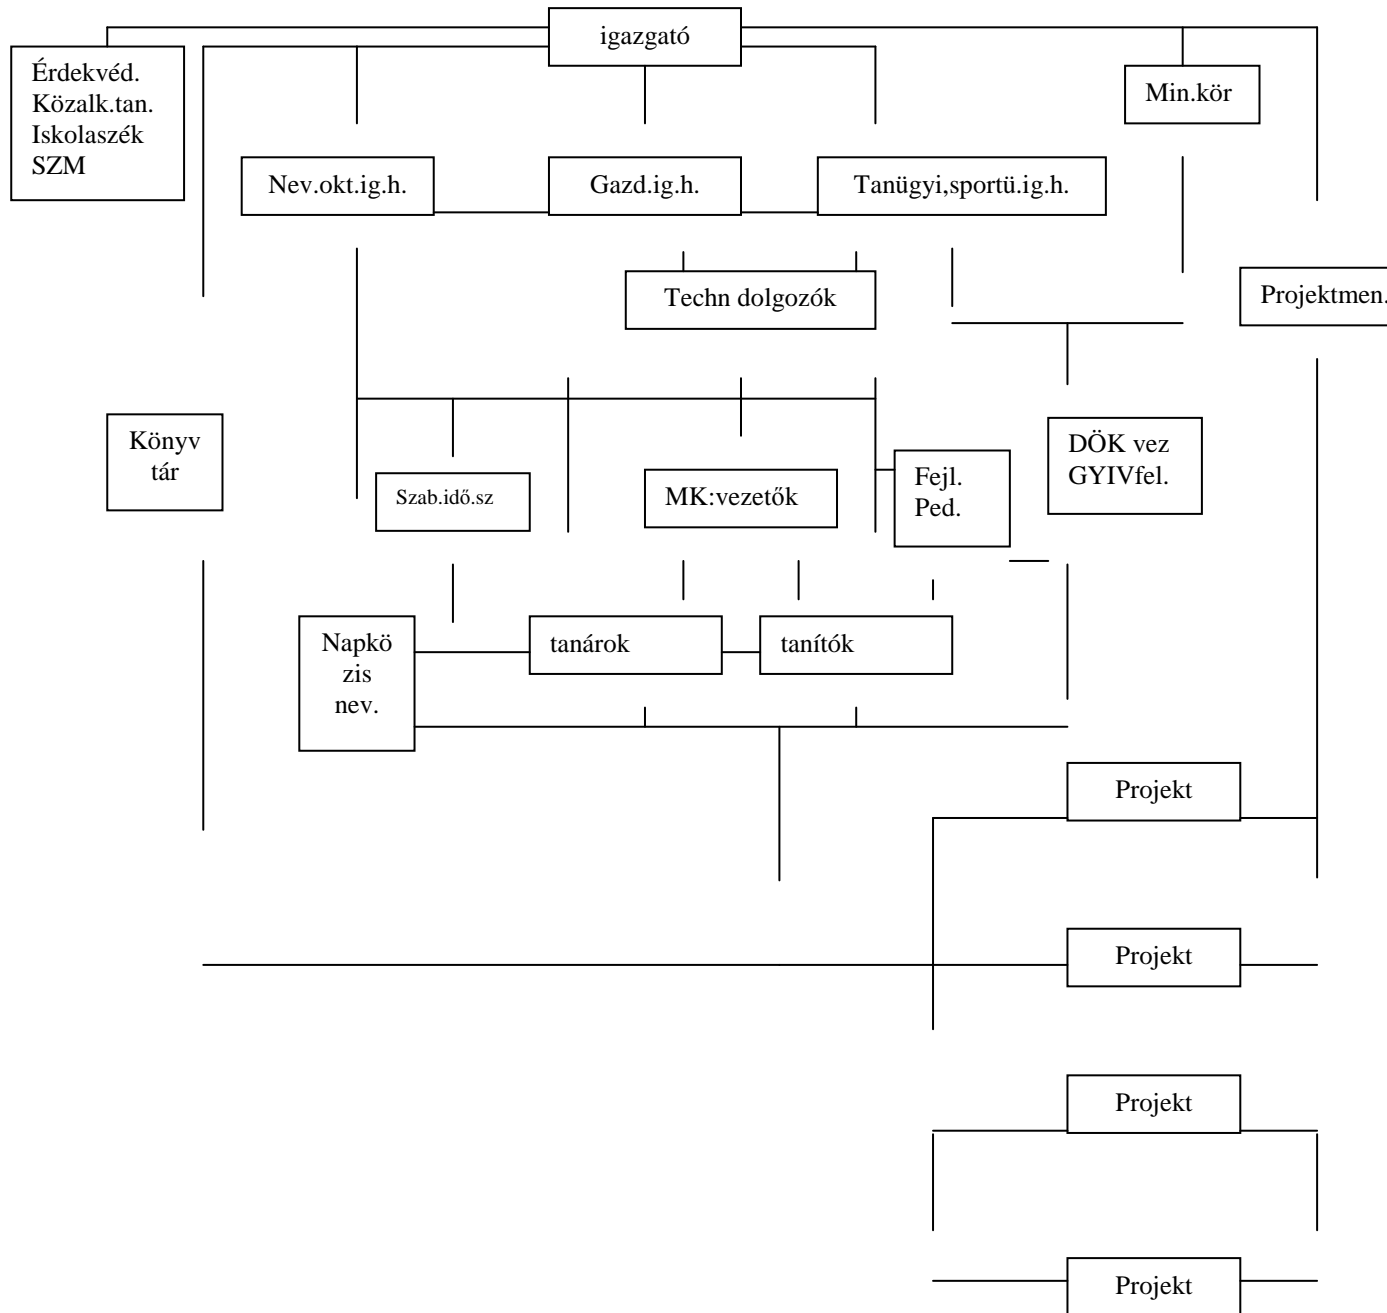 igazgató
Érdekvéd.
Közalk.tan.
Iskolaszék
SZM
Min.kör
Nev.okt.ig.h.
Gazd.ig.h.
Tanügyi,sportü.ig.h.
Techn dolgozók
Projektmen.
Könyv
tár
Szab.idő.sz
MK:vezetők
Fejl.
Ped.
DÖK vez
GYIVfel.
Napkö
zis
nev.
tanárok
tanítók
Projekt
Projekt
Projekt
Projekt